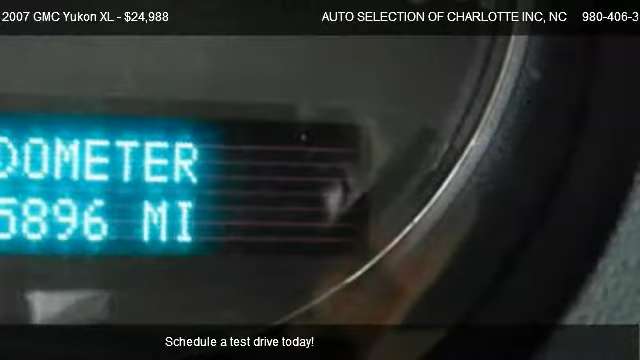 2007 GMC Yukon XL - $24,988
AUTO SELECTION OF CHARLOTTE INC, NC 980-406-3
DOMETER
5896 MI
Schedule a test drive today!